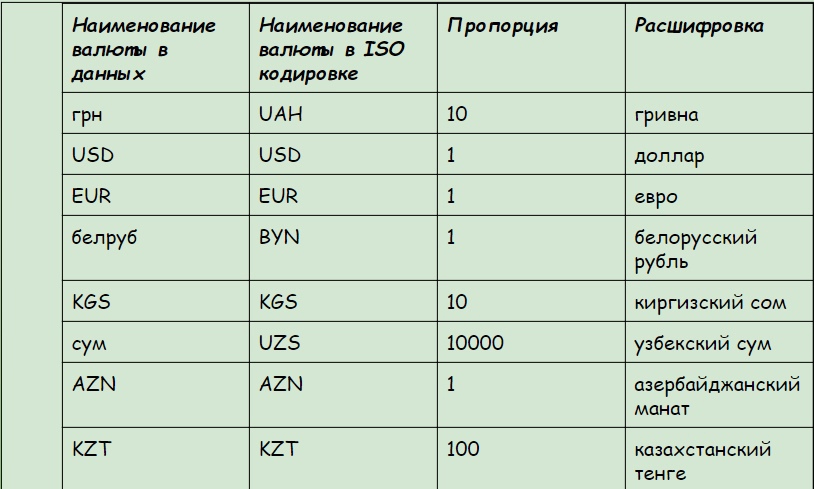 Наименование валюты в данных
Наименование валюты в ISO кодировке
Пропорция
Расшифровка
грн
UAH
10
гривна
USD
USD
1
доллар
EUR
EUR
1
евро
белруб
BYN
1
белорусский
рубль
KGS
KGS
10
киргизский сом
сум
UZS
10000
узбекский сум
AZN
AZN
1
азербайджанский
манат
KZT
KZT
100
казахстанский
тенге